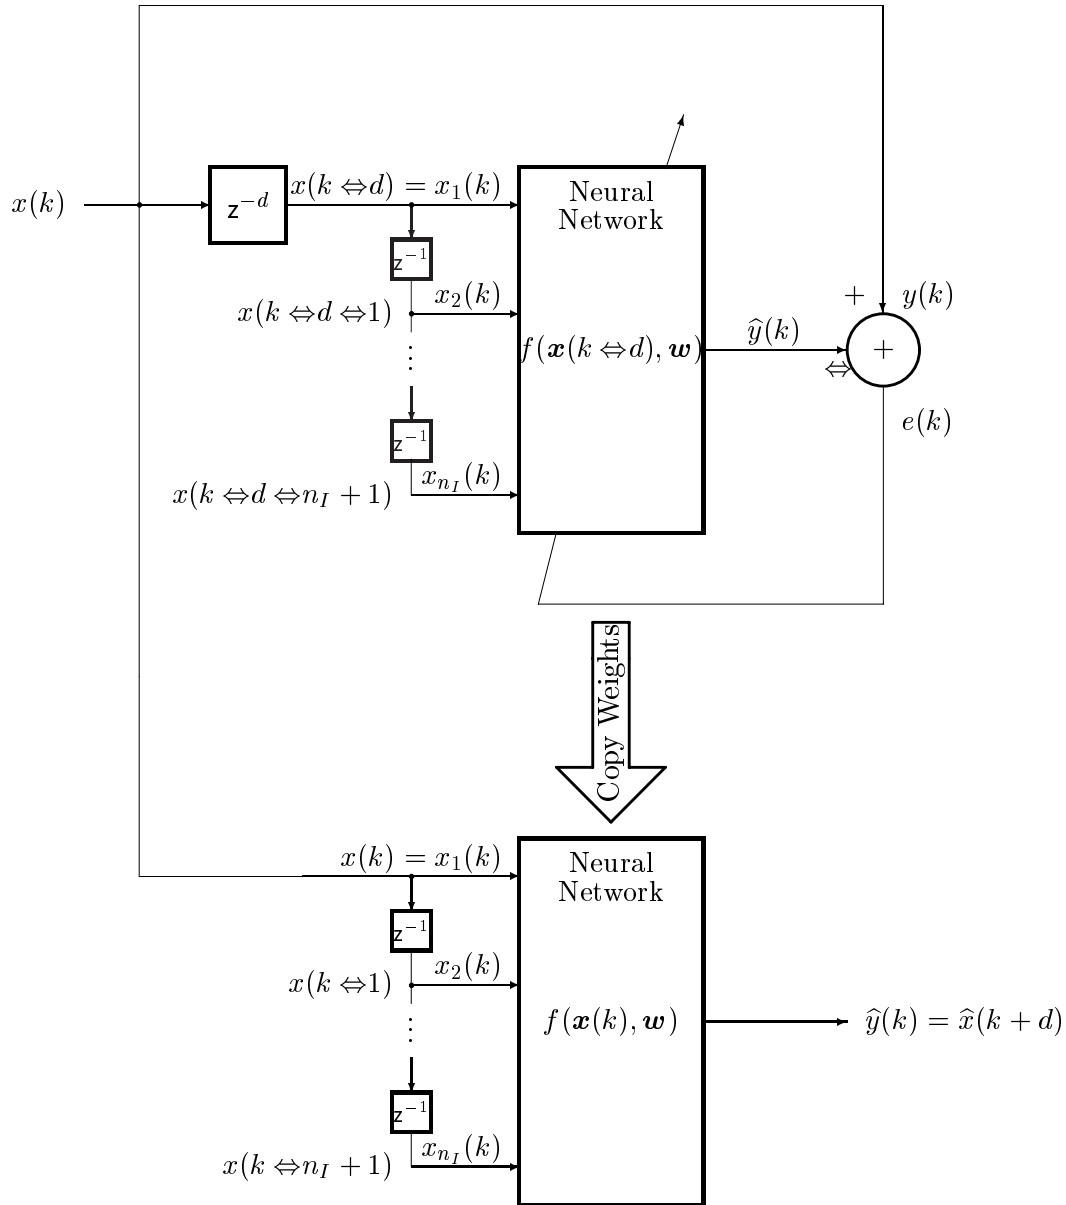 x(k)
z^{-d}
x(k ⇔d) = x_1(k)
Neural
Network
z^{-1}
x(k ⇔d ⇔1)
x_2(k)
+
y(k)
⋮
f(𝒙(k ⇔d), 𝒘)
ŷ(k)
+
⇔
e(k)
z^{-1}
x(k ⇔d ⇔n_I + 1)
x_{n_I}(k)
Copy Weights
x(k) = x_1(k)
Neural
Network
z^{-1}
x(k ⇔1)
x_2(k)
⋮
f(𝒙(k), 𝒘)
ŷ(k) = x̂(k + d)
z^{-1}
x(k ⇔n_I + 1)
x_{n_I}(k)